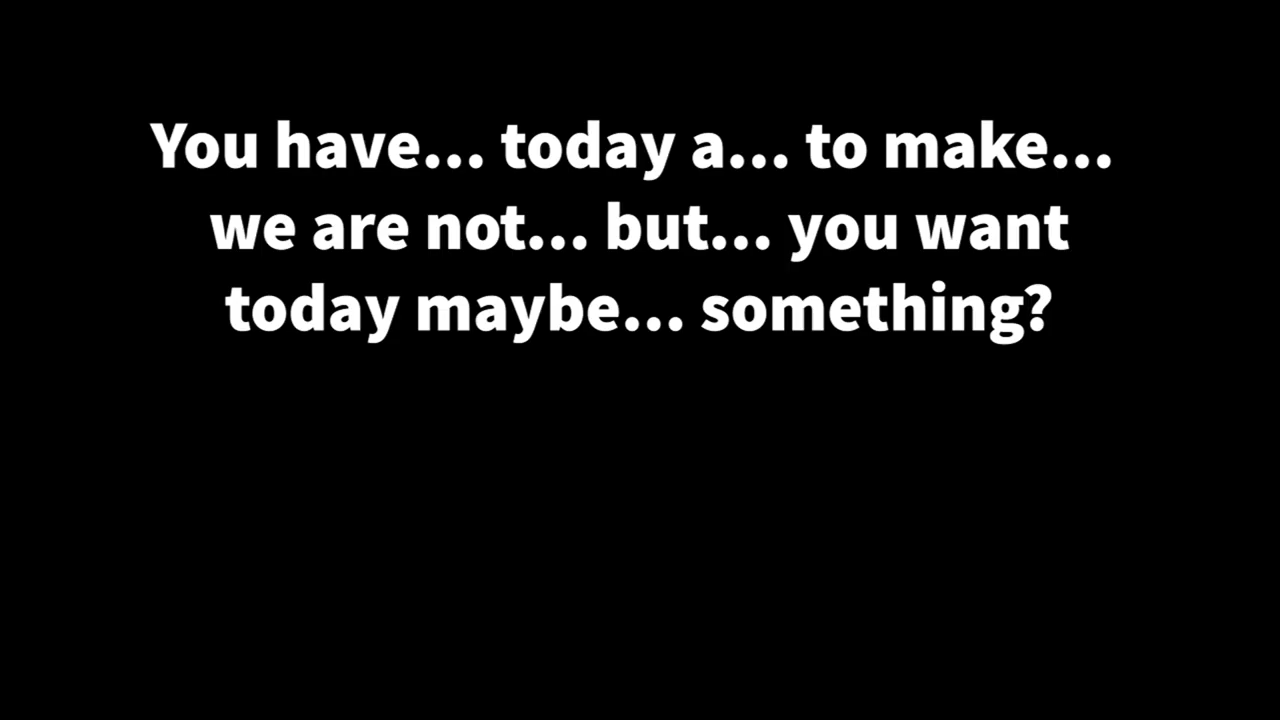 You have... today a... to make...
we are not... but... you want
today maybe... something?